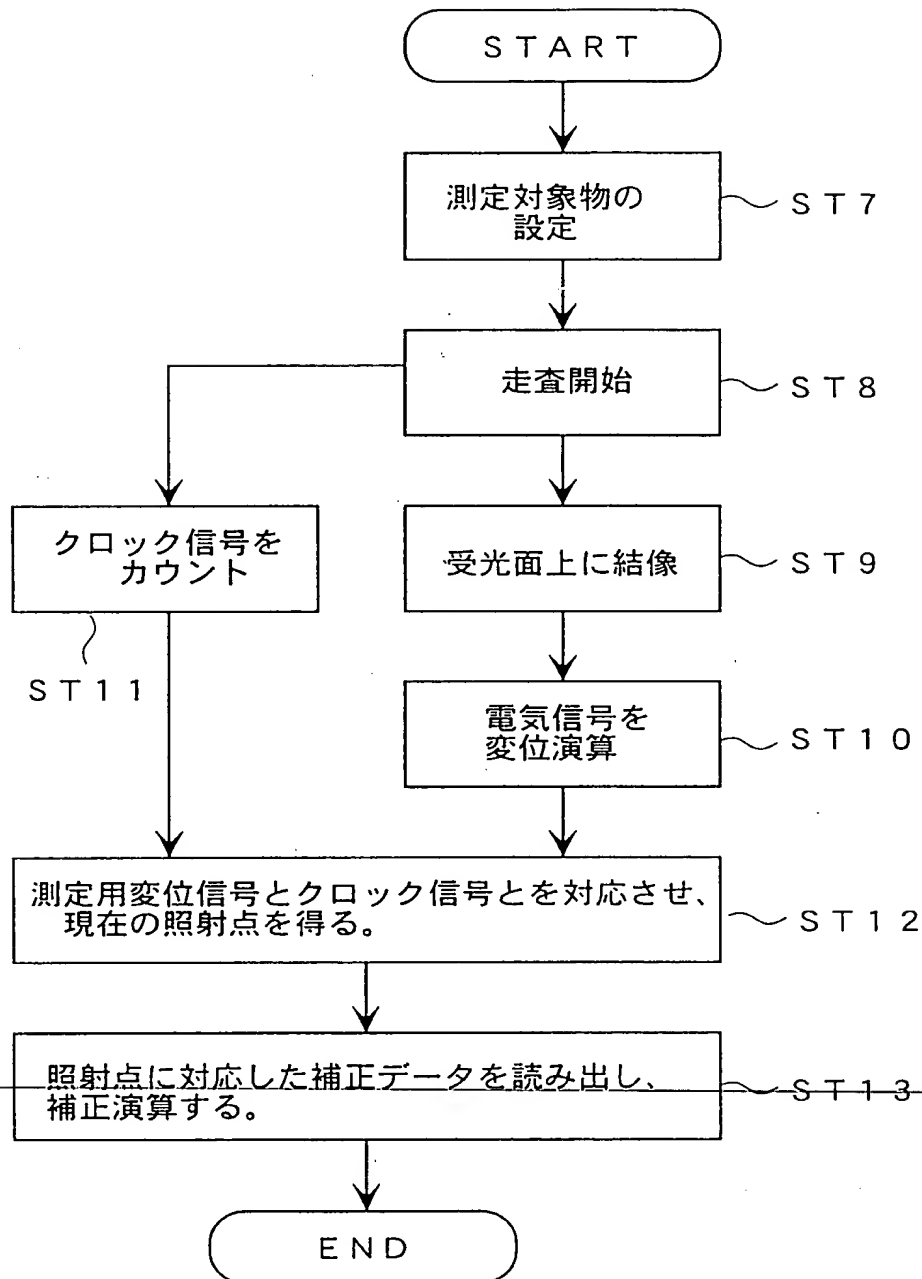 ＳＴＡＲＴ
測定対象物の
設定
ＳＴ７
走査開始
ＳＴ８
クロック信号を
カウント
ＳＴ１１
受光面上に結像
ＳＴ９
電気信号を
変位演算
ＳＴ１０
測定用変位信号とクロック信号とを対応させ、
現在の照射点を得る。
ＳＴ１２
照射点に対応した補正データを読み出し、
補正演算する。
ＳＴ１３
ＥＮＤ